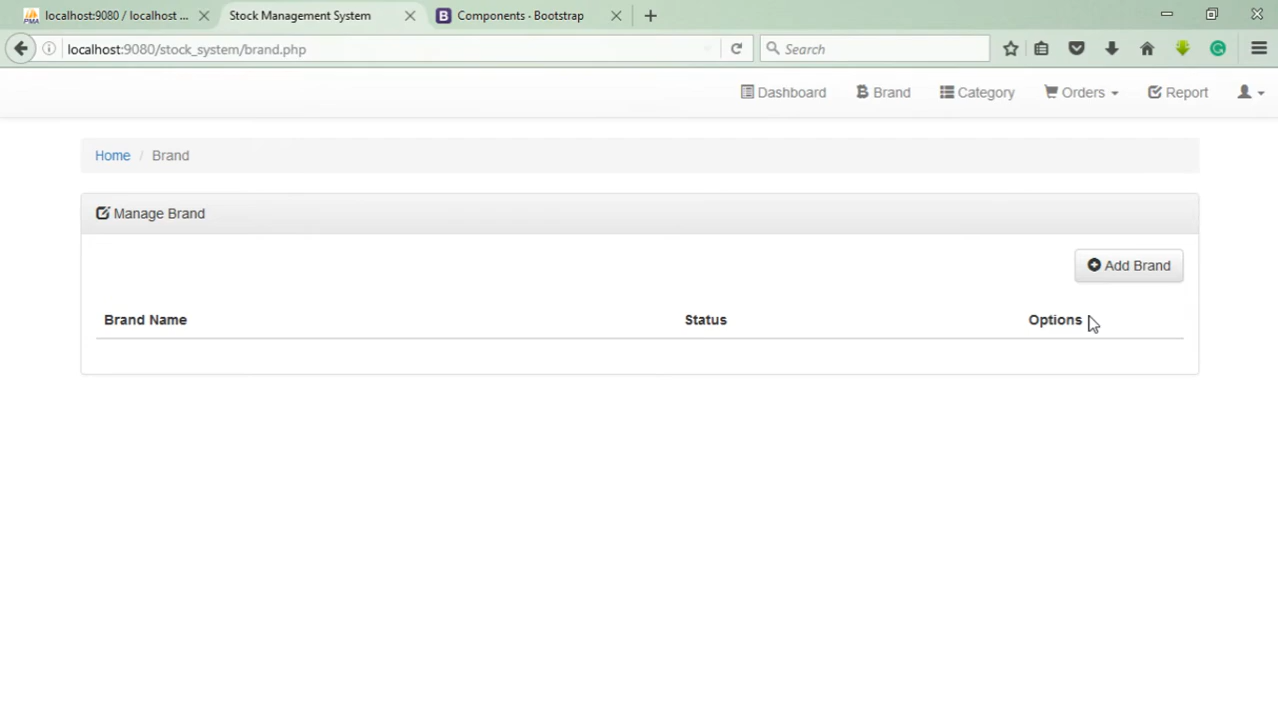 localhost:9080 / localhost ...
Stock Management System
Components · Bootstrap
localhost:9080/stock_system/brand.php
Search
Dashboard
Brand
Category
Orders
Report
Home / Brand
Manage Brand
Add Brand
Brand Name
Status
Options